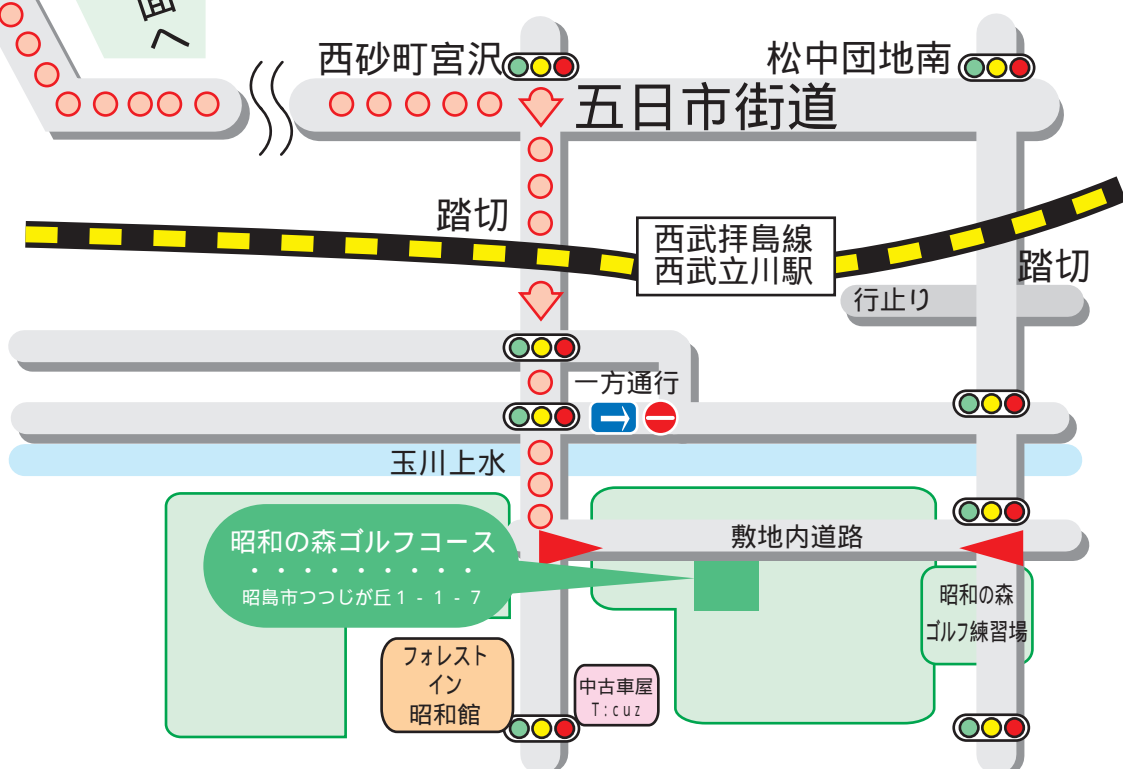 面へ
西砂町宮沢
松中団地南
五日市街道
踏切
西武拝島線
西武立川駅
踏切
行止り
一方通行
玉川上水
昭和の森ゴルフコース
・・・・・・・・・
昭島市つつじが丘1-1-7
敷地内道路
昭和の森
ゴルフ練習場
フォレスト
イン
昭和館
中古車屋
T:cuz